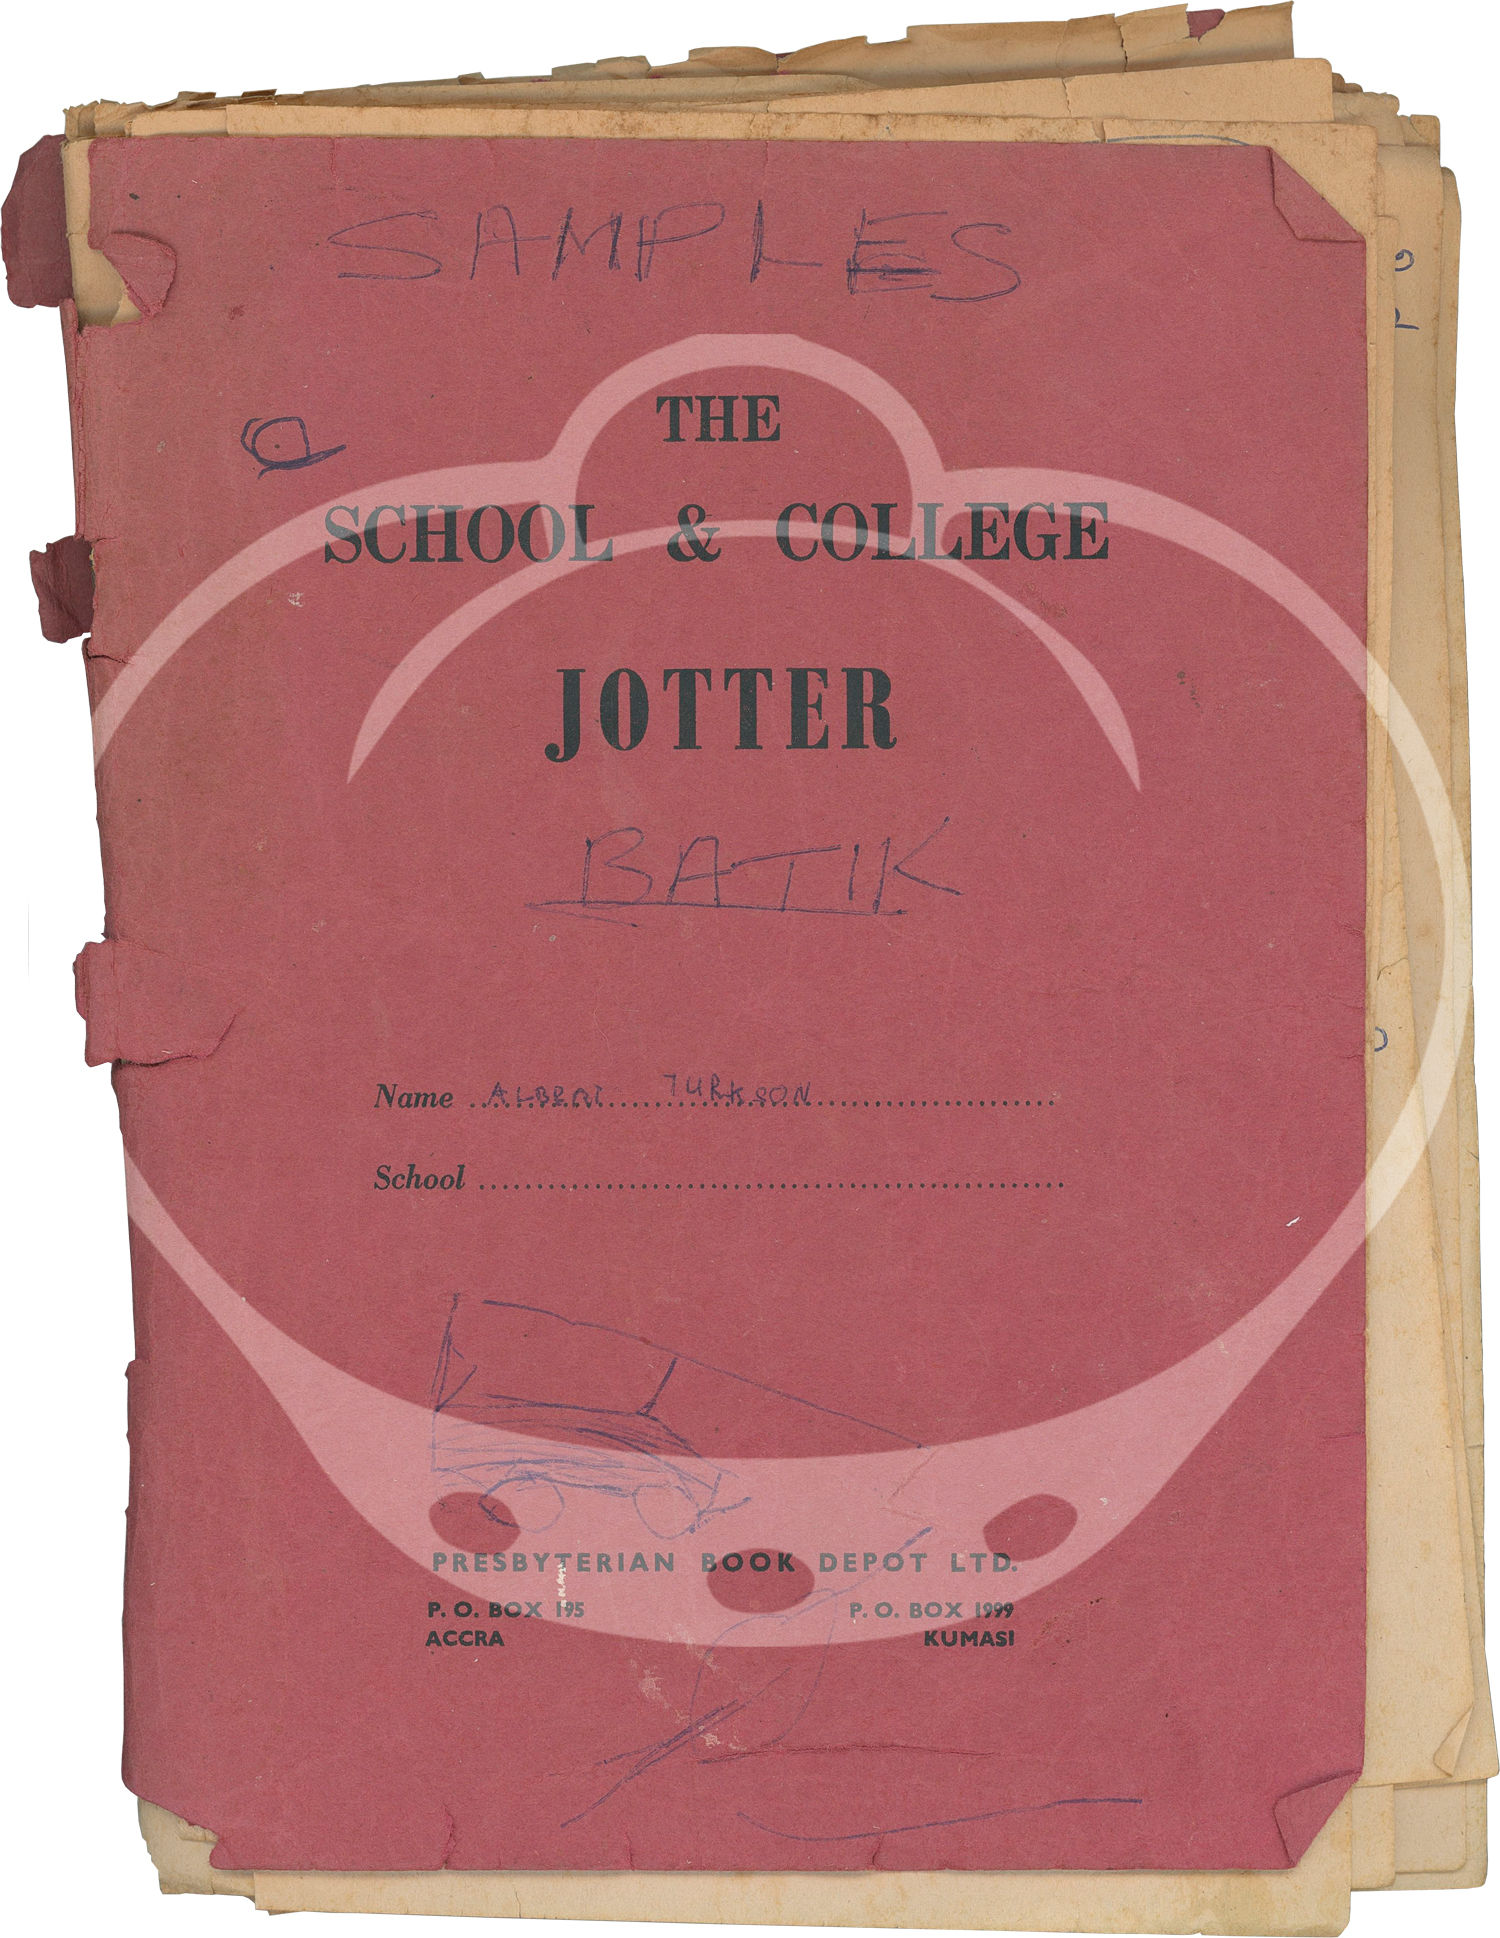 SAMPLES
THE
SCHOOL & COLLEGE
JOTTER
BATIK
Name ALBERT TURKSON
School
PRESBYTERIAN BOOK DEPOT LTD.
P. O. BOX 195 P. O. BOX 1999
ACCRA KUMASI